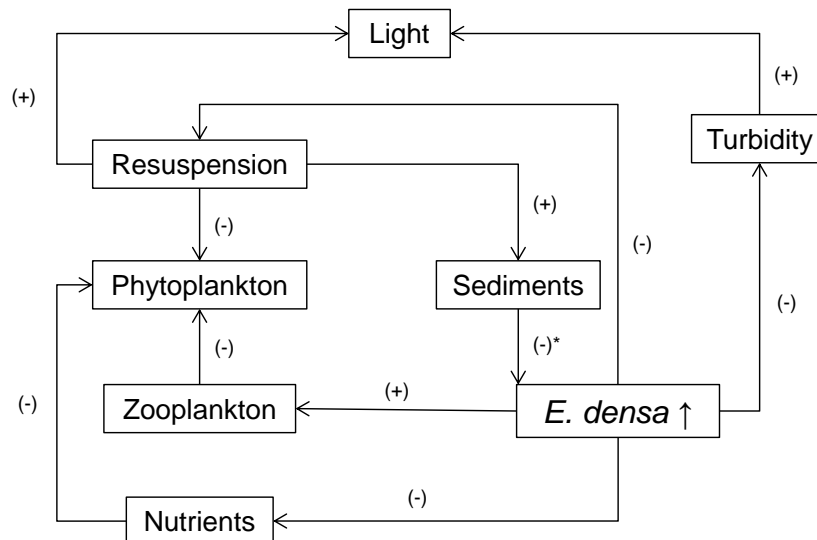 Light
(+)
(+)
Turbidity
Resuspension
(+)
(-)
(-)
Phytoplankton
Sediments
(-)
(-)
(-)*
(-)
(+)
Zooplankton
E. densa ↑
(-)
Nutrients